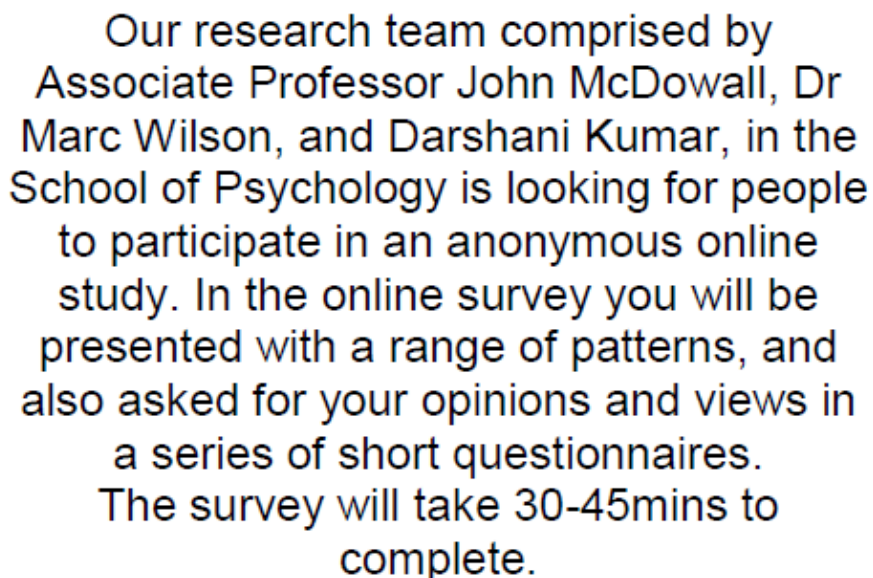 Our research team comprised by
Associate Professor John McDowall, Dr
Marc Wilson, and Darshani Kumar, in the
School of Psychology is looking for people
to participate in an anonymous online
study. In the online survey you will be
presented with a range of patterns, and
also asked for your opinions and views in
a series of short questionnaires.
The survey will take 30-45mins to
complete.